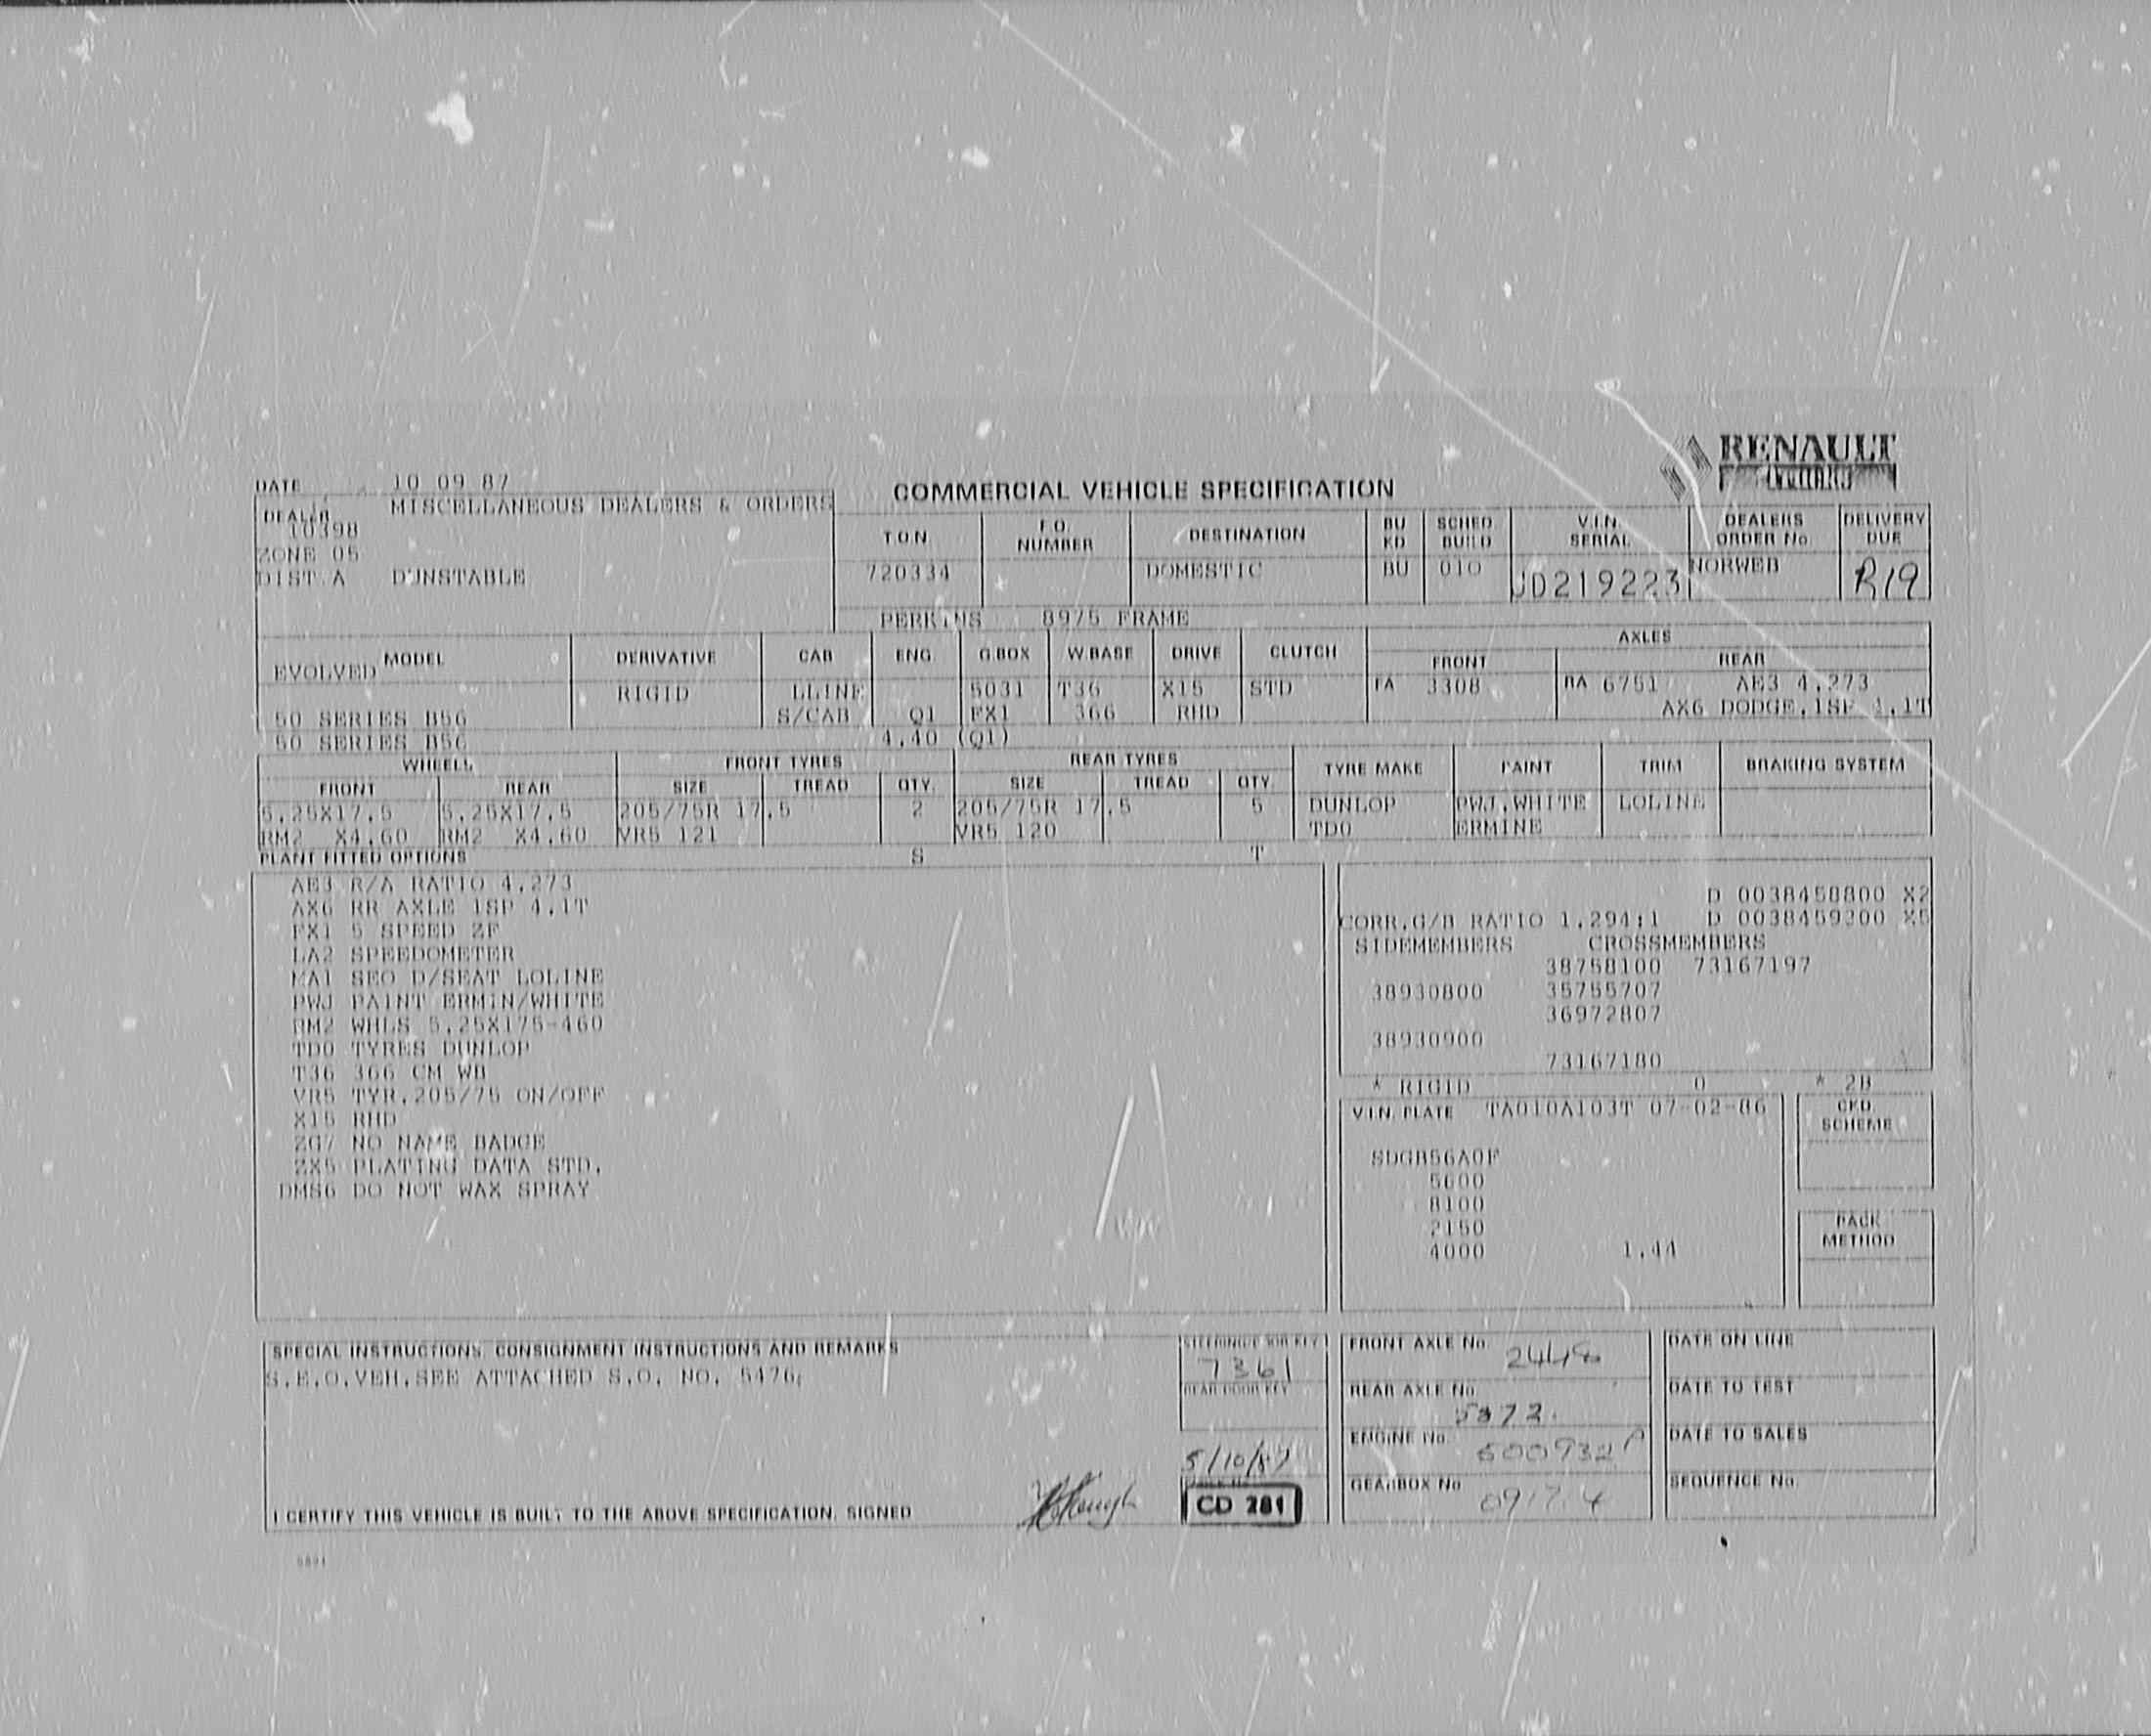 RENAULT
DATE 10 09 87
COMMERCIAL VEHICLE SPECIFICATION
DEALER MISCELLANEOUS DEALERS & ORDERS
10398
ZONE 05
DIST.A DUNSTABLE
T.O.N. F.O. NUMBER DESTINATION BU KD SCHED BUILD V.I.N. SERIAL DEALERS ORDER No. DELIVERY DUE
720334 DOMESTIC BU 010 JD219223 NORWEB R19
PERKINS 8975 FRAME
MODEL DERIVATIVE CAB ENG G.BOX W.BASE DRIVE CLUTCH AXLES
FRONT REAR
EVOLVED
RIGID LLINE 5031 T36 X15 STD FA 3308 RA 6751 AE3 4.273
50 SERIES B56 S/CAB Q1 FX1 366 RHD AX6 DODGE.1SP 4.1T
50 SERIES B56 4.40 (Q1)
WHEELS FRONT TYRES REAR TYRES TYRE MAKE PAINT TRIM BRAKING SYSTEM
FRONT REAR SIZE TREAD QTY. SIZE TREAD QTY
5.25X17.5 5.25X17.5 205/75R 17.5 2 205/75R 17.5 5 DUNLOP PWJ.WHITE LOLINE
RM2 X4.60 RM2 X4.60 VR5 121 VR5 120 TD0 ERMINE
PLANT FITTED OPTIONS S T
AE3 R/A RATIO 4.273
AX6 RR AXLE 1SP 4.1T
FX1 5 SPEED ZF
LA2 SPEEDOMETER
MA1 SEO D/SEAT LOLINE
PWJ PAINT ERMIN/WHITE
RM2 WHLS 5.25X175-460
TD0 TYRES DUNLOP
T36 366 CM WB
VR5 TYR.205/75 ON/OFF
X15 RHD
ZG7 NO NAME BADGE
ZX5 PLATING DATA STD.
DMS6 DO NOT WAX SPRAY
D 0038458800 X2
CORR.G/B RATIO 1.294:1 D 0038459200 X5
SIDEMEMBERS CROSSMEMBERS
38758100 73167197
38930800 35755707
36972807
38930900
73167180
* RIGID 0 * 2B
V.I.N. PLATE TA010A103T 07-02-86
SDGB56A0F
5600
8100
2150
4000 1.44
C.K.D. SCHEME
PACK METHOD
SPECIAL INSTRUCTIONS, CONSIGNMENT INSTRUCTIONS AND REMARKS
S.E.O.VEH.SEE ATTACHED S.O. NO. 5476
I CERTIFY THIS VEHICLE IS BUILT TO THE ABOVE SPECIFICATION. SIGNED
7361
REAR DOOR KEY
5/10/87
CD 281
FRONT AXLE No. 2448
REAR AXLE No. 5372
ENGINE No. 600932
GEARBOX No.
DATE ON LINE
DATE TO TEST
DATE TO SALES
SEQUENCE No.